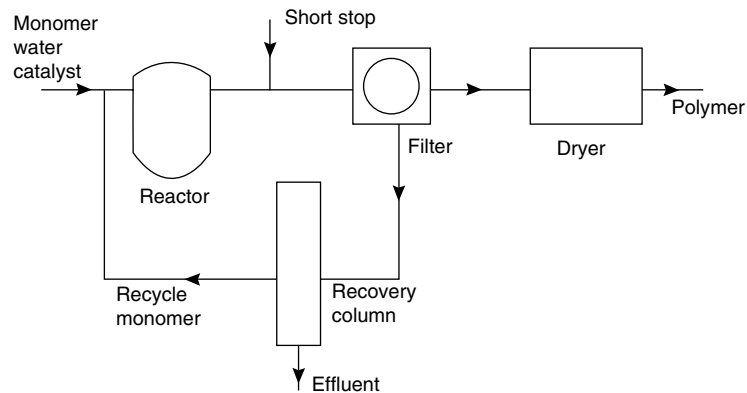 Monomer
water
catalyst
Short stop
Reactor
Filter
Dryer
Polymer
Recycle
monomer
Recovery
column
Effluent